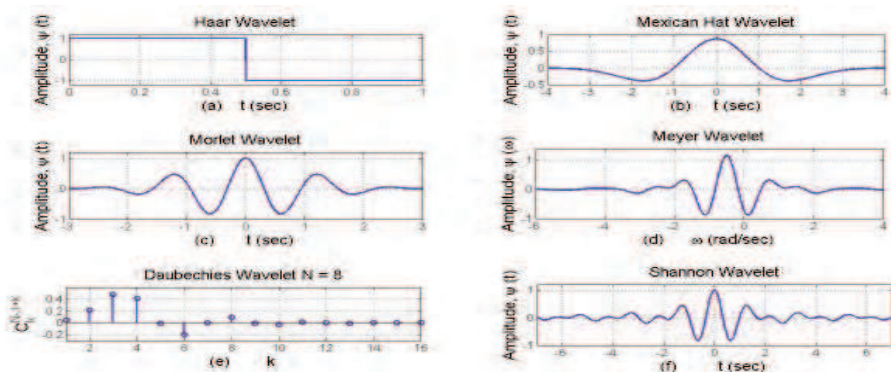 Haar Wavelet
Amplitude, ψ (t)
1
0
-1
0 0.2 0.4 0.6 0.8 1
(a) t (sec)
Mexican Hat Wavelet
Amplitude, ψ (t)
1
0.5
0
-0.5
-4 -3 -2 -1 0 1 2 3 4
(b) t (sec)
Morlet Wavelet
Amplitude, ψ (t)
1
0
-1
-3 -2 -1 0 1 2 3
(c) t (sec)
Meyer Wavelet
Amplitude, ψ (ω)
1
0
-1
-6 -4 -2 0 2 4
(d) ω (rad/sec)
Daubechies Wavelet N = 8
0.4
0.2
0
-0.2
2 4 6 8 10 12 14 16
(e) k
Shannon Wavelet
Amplitude, ψ (t)
1
0
-1
-6 -4 -2 0 2 4 6
(f) t (sec)